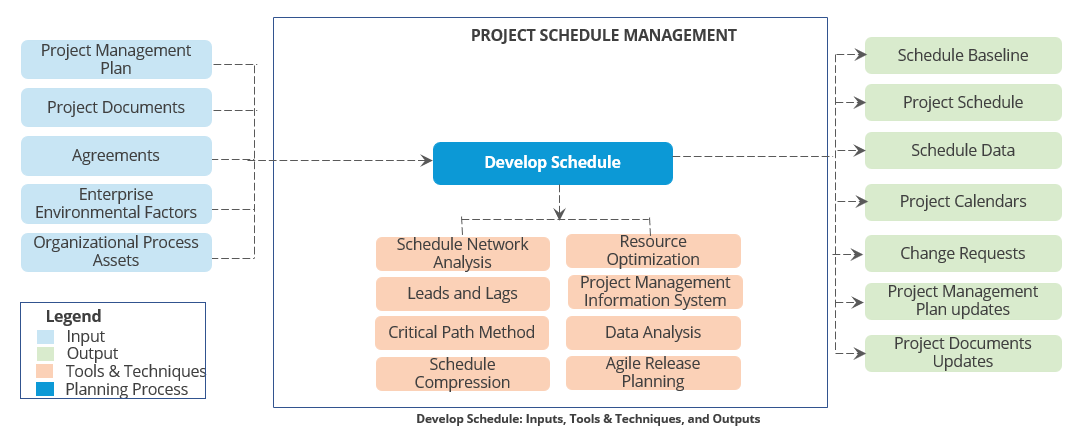 PROJECT SCHEDULE MANAGEMENT
Project Management
Plan
Project Documents
Agreements
Enterprise
Environmental Factors
Organizational Process
Assets
Legend
Input
Output
Tools & Techniques
Planning Process
Develop Schedule
Schedule Network
Analysis
Leads and Lags
Critical Path Method
Schedule
Compression
Resource
Optimization
Project Management
Information System
Data Analysis
Agile Release
Planning
Schedule Baseline
Project Schedule
Schedule Data
Project Calendars
Change Requests
Project Management
Plan updates
Project Documents
Updates
Develop Schedule: Inputs, Tools & Techniques, and Outputs